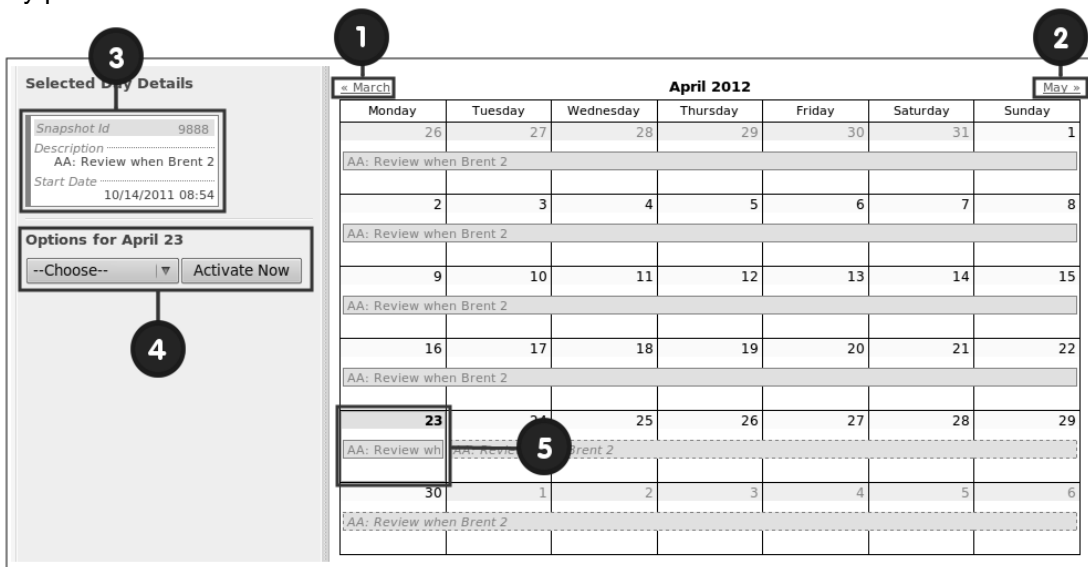 1
2
3
Selected Day Details
« March
April 2012
May »
Monday Tuesday Wednesday Thursday Friday Saturday Sunday
Snapshot Id 9888
Description
AA: Review when Brent 2
Start Date
10/14/2011 08:54
Options for April 23
--Choose-- Activate Now
4
26 27 28 29 30 31 1
AA: Review when Brent 2
2 3 4 5 6 7 8
AA: Review when Brent 2
9 10 11 12 13 14 15
AA: Review when Brent 2
16 17 18 19 20 21 22
AA: Review when Brent 2
23 24 25 26 27 28 29
AA: Review wh AA: Revie Brent 2
5
30 1 2 3 4 5 6
AA: Review when Brent 2